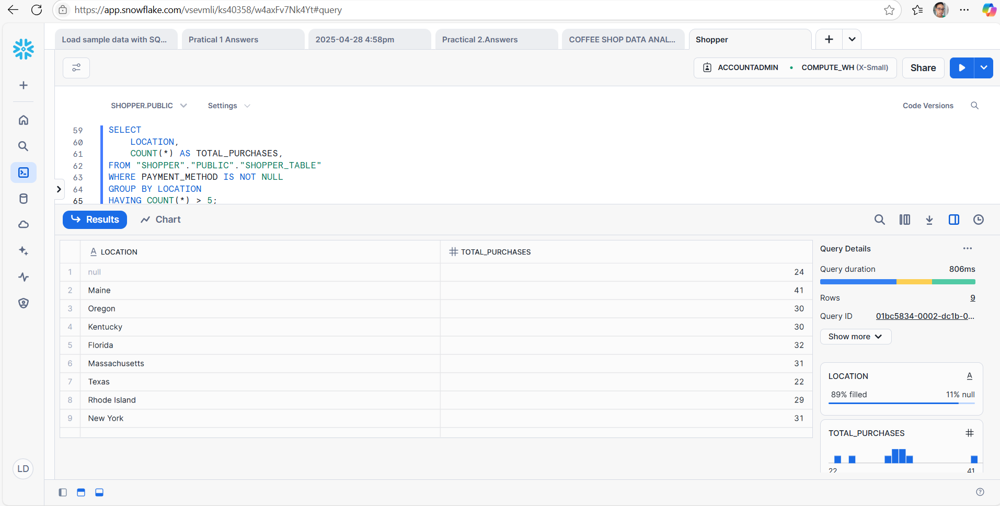 https://app.snowflake.com/vsevmli/ks40358/w4axFv7Nk4Yt#query
Load sample data with SQ...
Pratical 1 Answers
2025-04-28 4:58pm
Practical 2.Answers
COFFEE SHOP DATA ANAL...
Shopper
ACCOUNTADMIN • COMPUTE_WH (X-Small)
Share
SHOPPER.PUBLIC
Settings
Code Versions
59 SELECT
60 LOCATION,
61 COUNT(*) AS TOTAL_PURCHASES,
62 FROM "SHOPPER"."PUBLIC"."SHOPPER_TABLE"
63 WHERE PAYMENT_METHOD IS NOT NULL
64 GROUP BY LOCATION
65 HAVING COUNT(*) > 5;
Results
Chart
A LOCATION # TOTAL_PURCHASES
1 null 24
2 Maine 41
3 Oregon 30
4 Kentucky 30
5 Florida 32
6 Massachusetts 31
7 Texas 22
8 Rhode Island 29
9 New York 31
Query Details ...
Query duration 806ms
Rows 9
Query ID 01bc5834-0002-dc1b-0...
Show more
LOCATION A
89% filled 11% null
TOTAL_PURCHASES #
22 41
LD